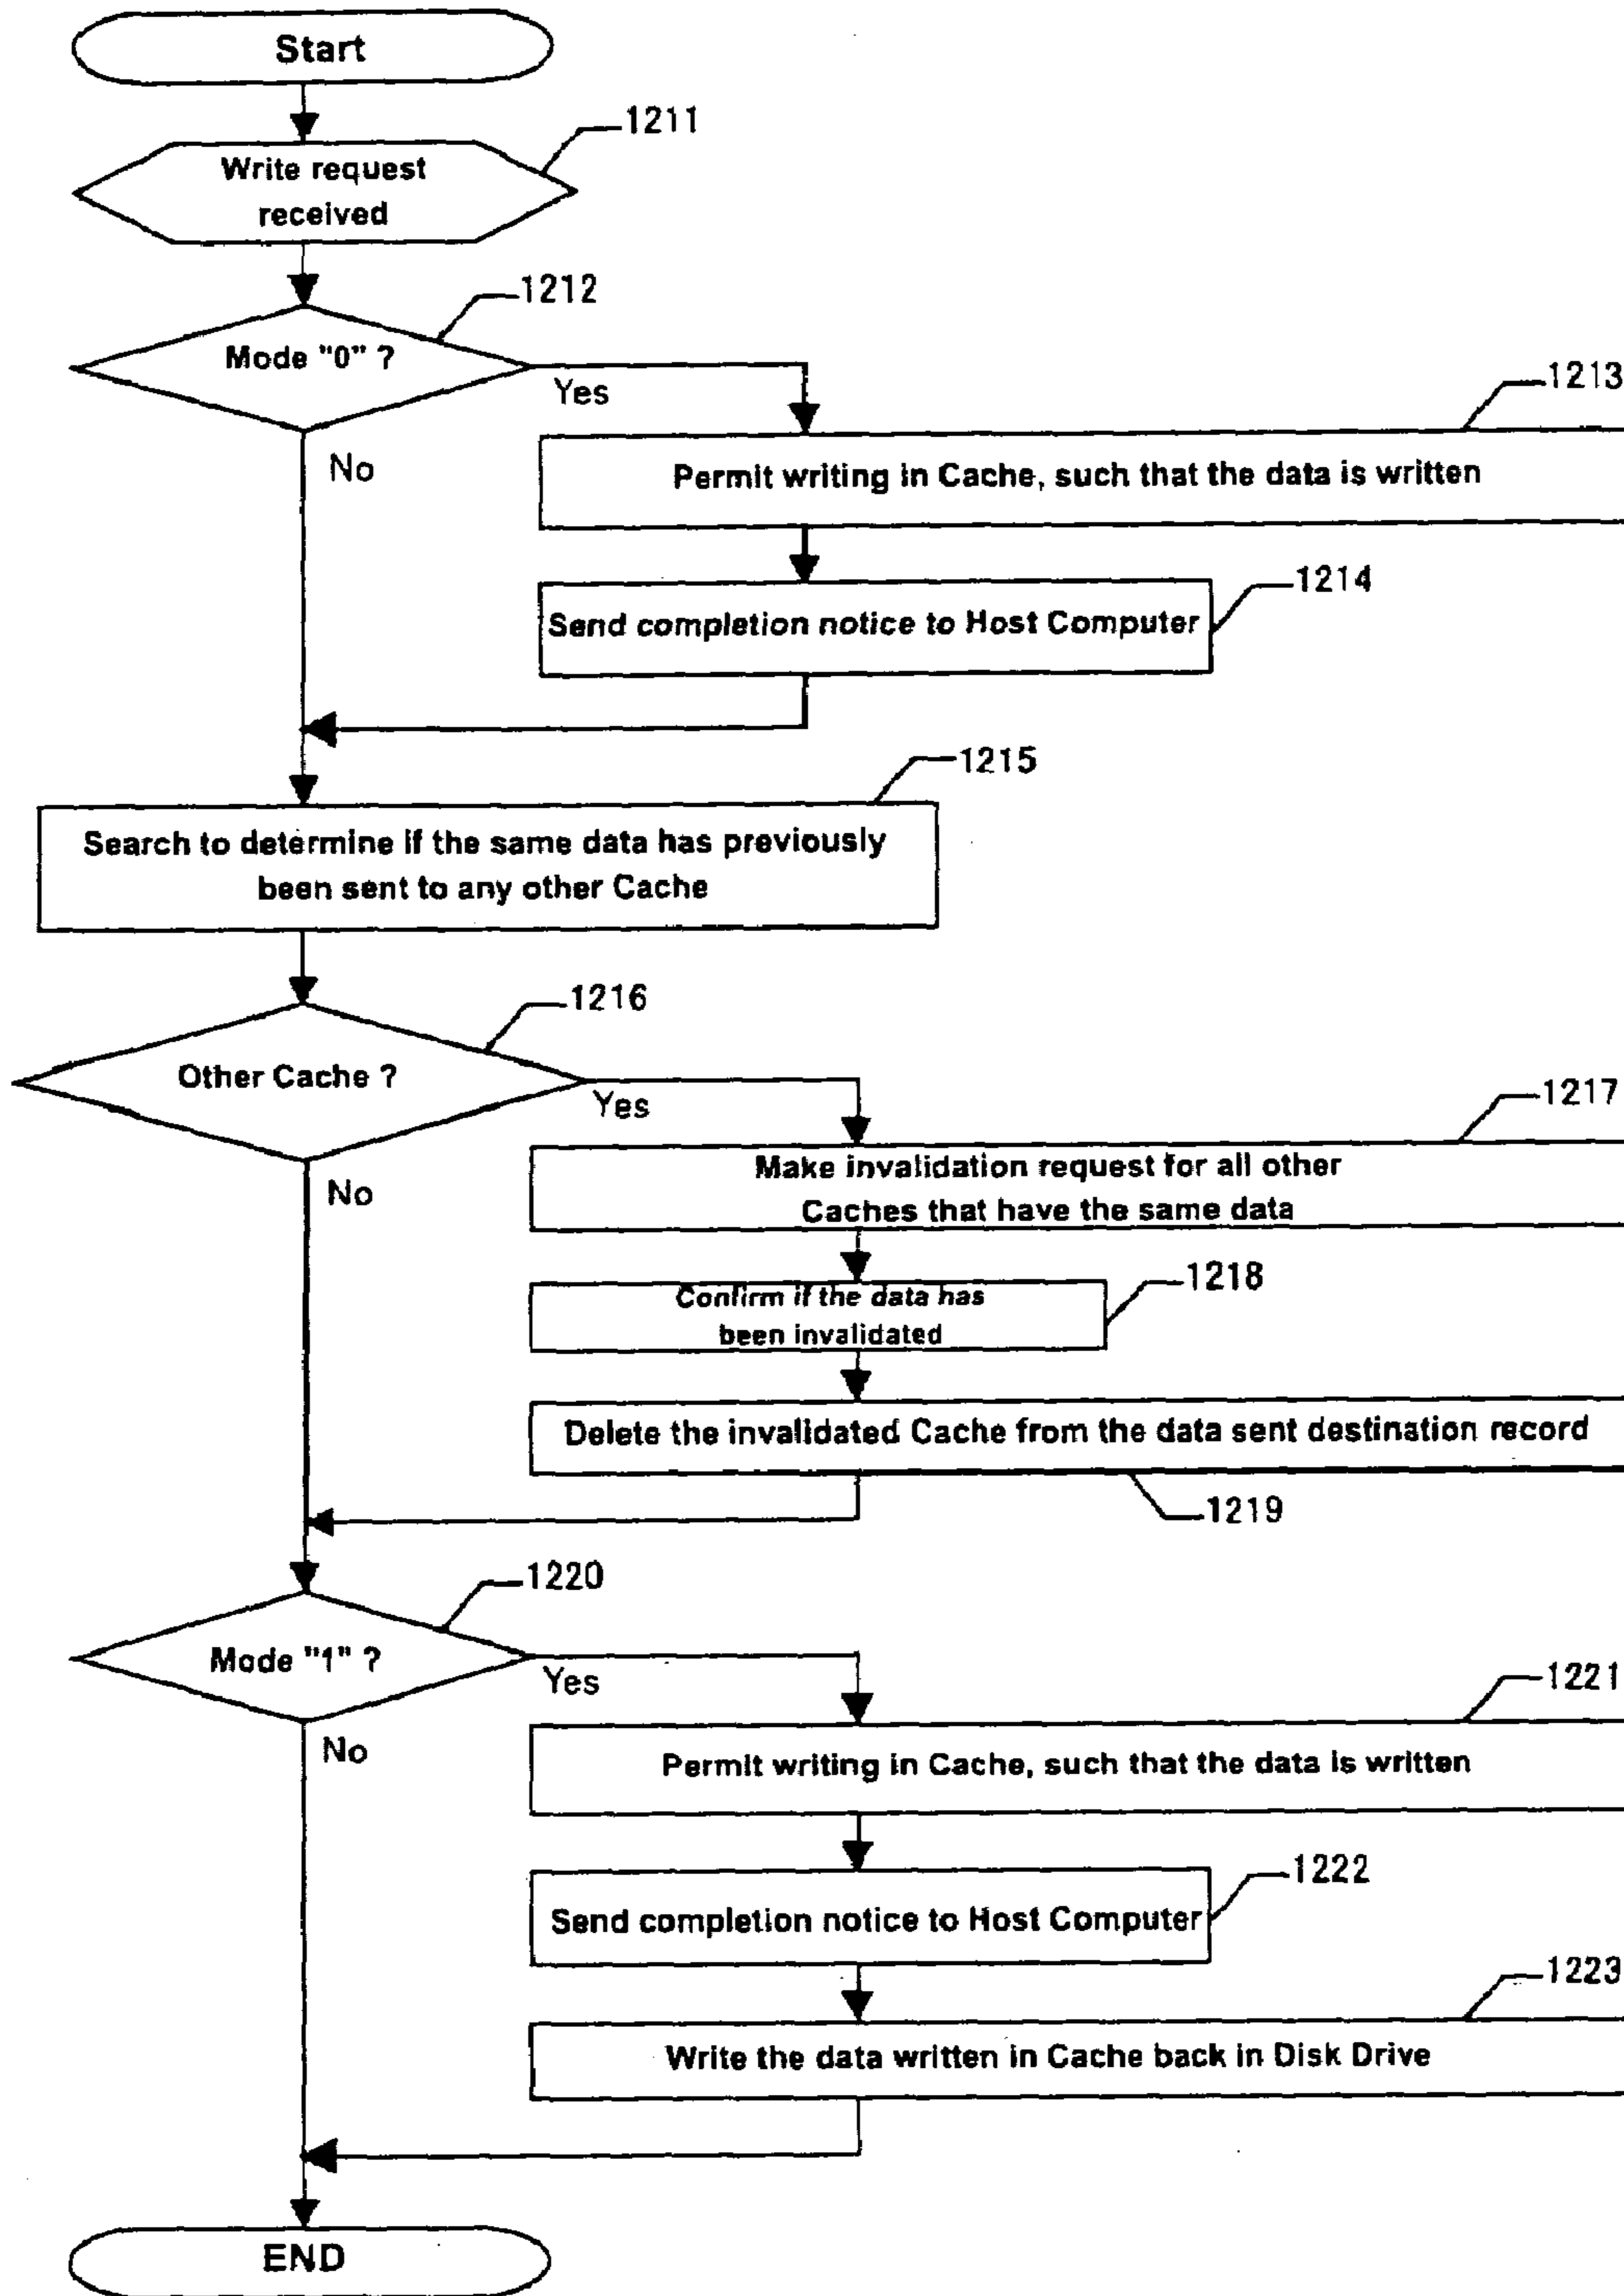 Start
1211
Write request
received
1212
Mode "0" ?
Yes
No
1213
Permit writing in Cache, such that the data is written
1214
Send completion notice to Host Computer
1215
Search to determine if the same data has previously
been sent to any other Cache
1216
Other Cache ?
Yes
No
1217
Make invalidation request for all other
Caches that have the same data
1218
Confirm if the data has
been invalidated
Delete the invalidated Cache from the data sent destination record
1219
1220
Mode "1" ?
Yes
No
1221
Permit writing in Cache, such that the data is written
1222
Send completion notice to Host Computer
1223
Write the data written in Cache back in Disk Drive
END